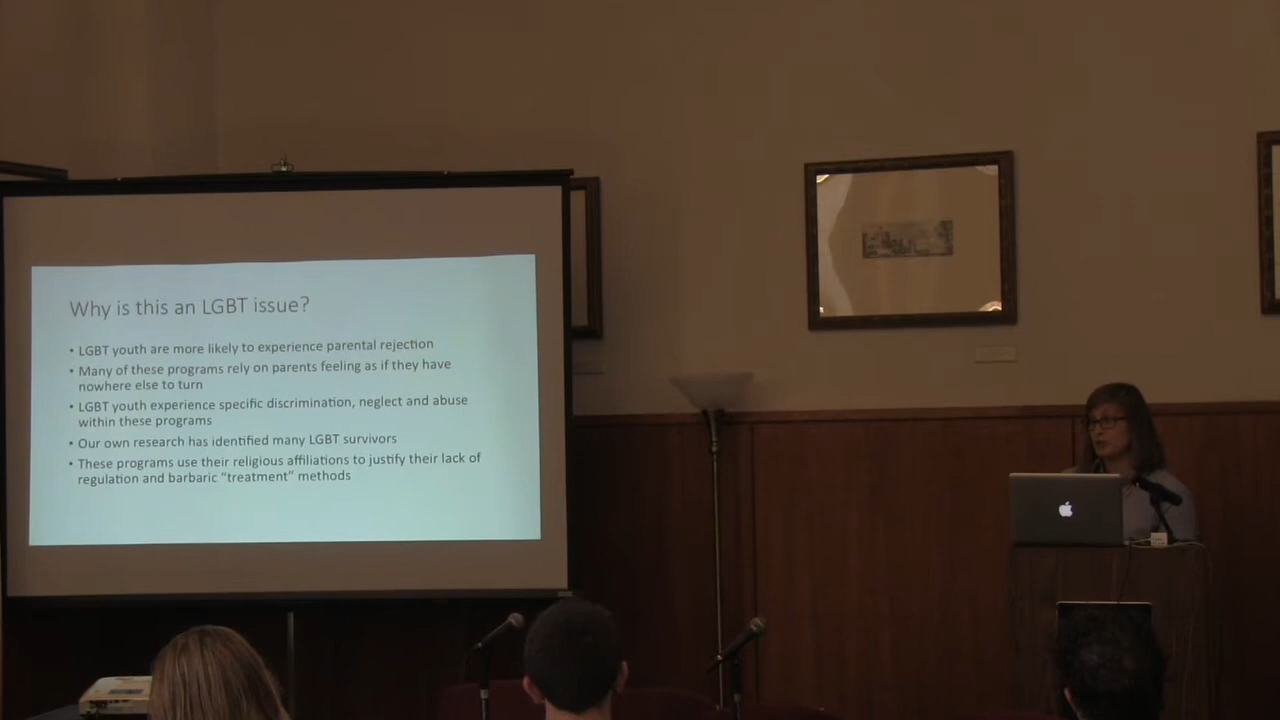 Why is this an LGBT issue?
• LGBT youth are more likely to experience parental rejection
• Many of these programs rely on parents feeling as if they have
nowhere else to turn
• LGBT youth experience specific discrimination, neglect and abuse
within these programs
• Our own research has identified many LGBT survivors
• These programs use their religious affiliations to justify their lack of
regulation and barbaric “treatment” methods